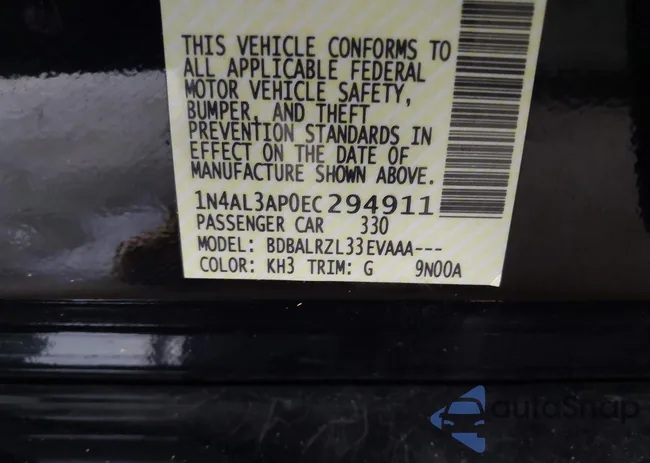 THIS VEHICLE CONFORMS TO
ALL APPLICABLE FEDERAL
MOTOR VEHICLE SAFETY,
BUMPER, AND THEFT
PREVENTION STANDARDS IN
EFFECT ON THE DATE OF
MANUFACTURE SHOWN ABOVE.
1N4AL3AP0EC294911
PASSENGER CAR 330
MODEL: BDBALRZL33EVAAA---
COLOR: KH3 TRIM: G 9N00A
autoSnap